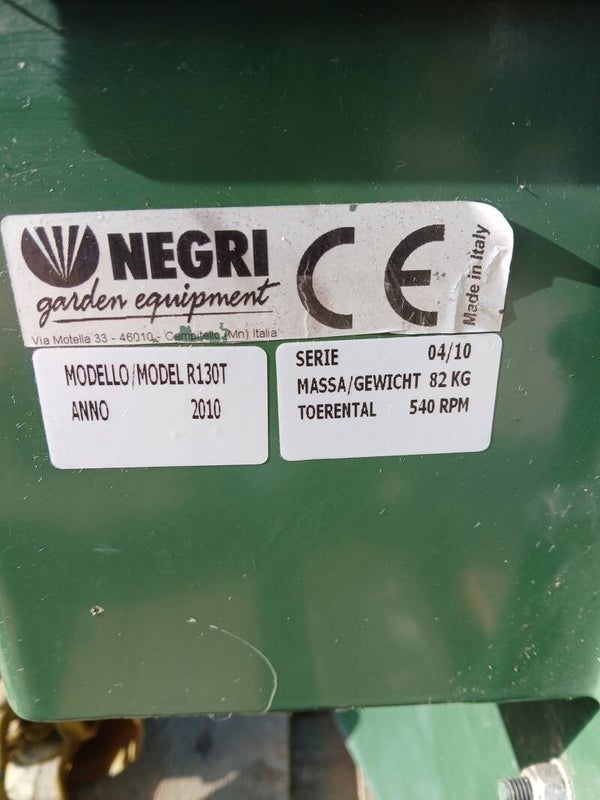 NEGRI
garden equipment
CE
Made in Italy
Via Motella 33 - 46010 - Campitello (Mn) Italia
MODELLO/MODEL R130T
ANNO 2010
SERIE 04/10
MASSA/GEWICHT 82 KG
TOERENTAL 540 RPM